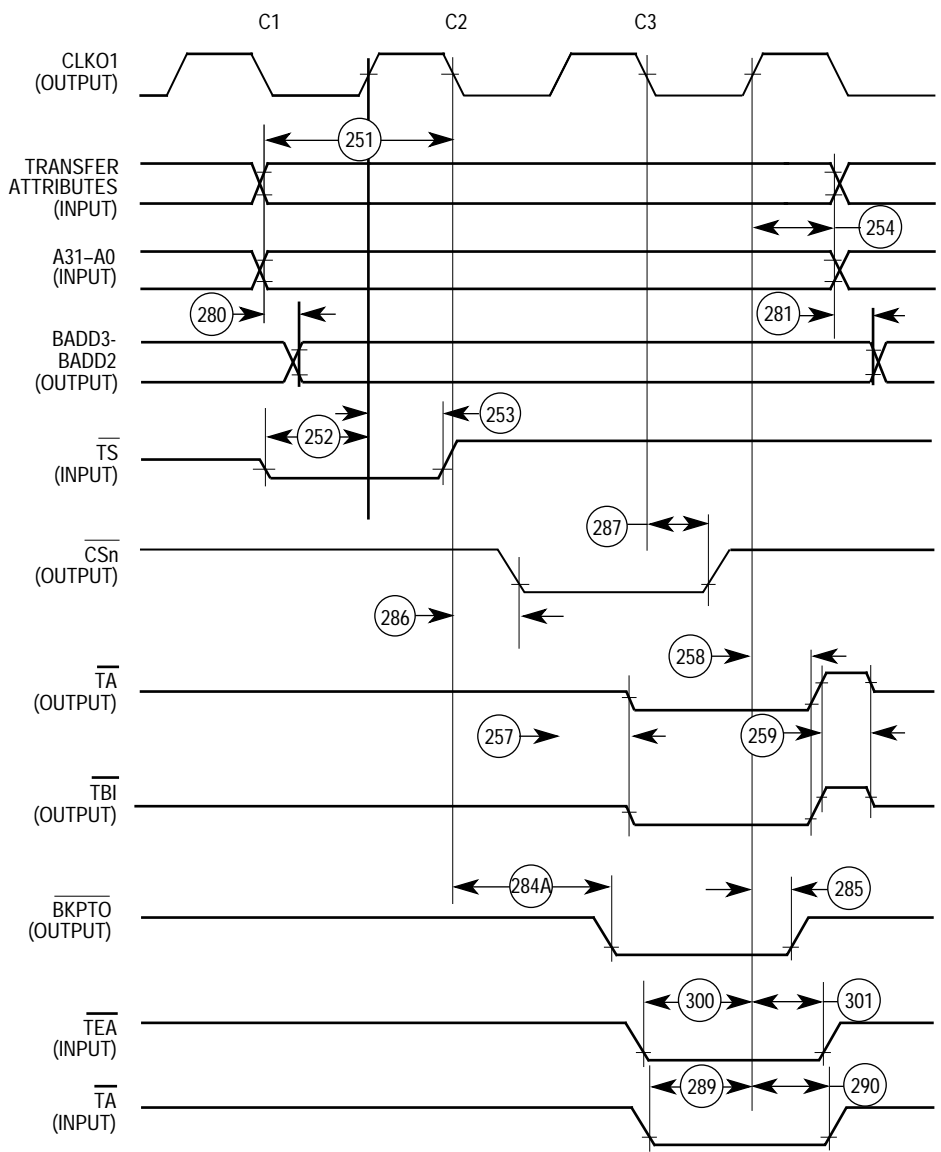 C1 C2 C3
CLKO1
(OUTPUT)
251
TRANSFER
ATTRIBUTES
(INPUT)
254
A31–A0
(INPUT)
280 281
BADD3-
BADD2
(OUTPUT)
253
252
TS
(INPUT)
287
CSn
(OUTPUT)
286
258
TA
(OUTPUT)
257 259
TBI
(OUTPUT)
284A 285
BKPTO
(OUTPUT)
300 301
TEA
(INPUT)
289 290
TA
(INPUT)